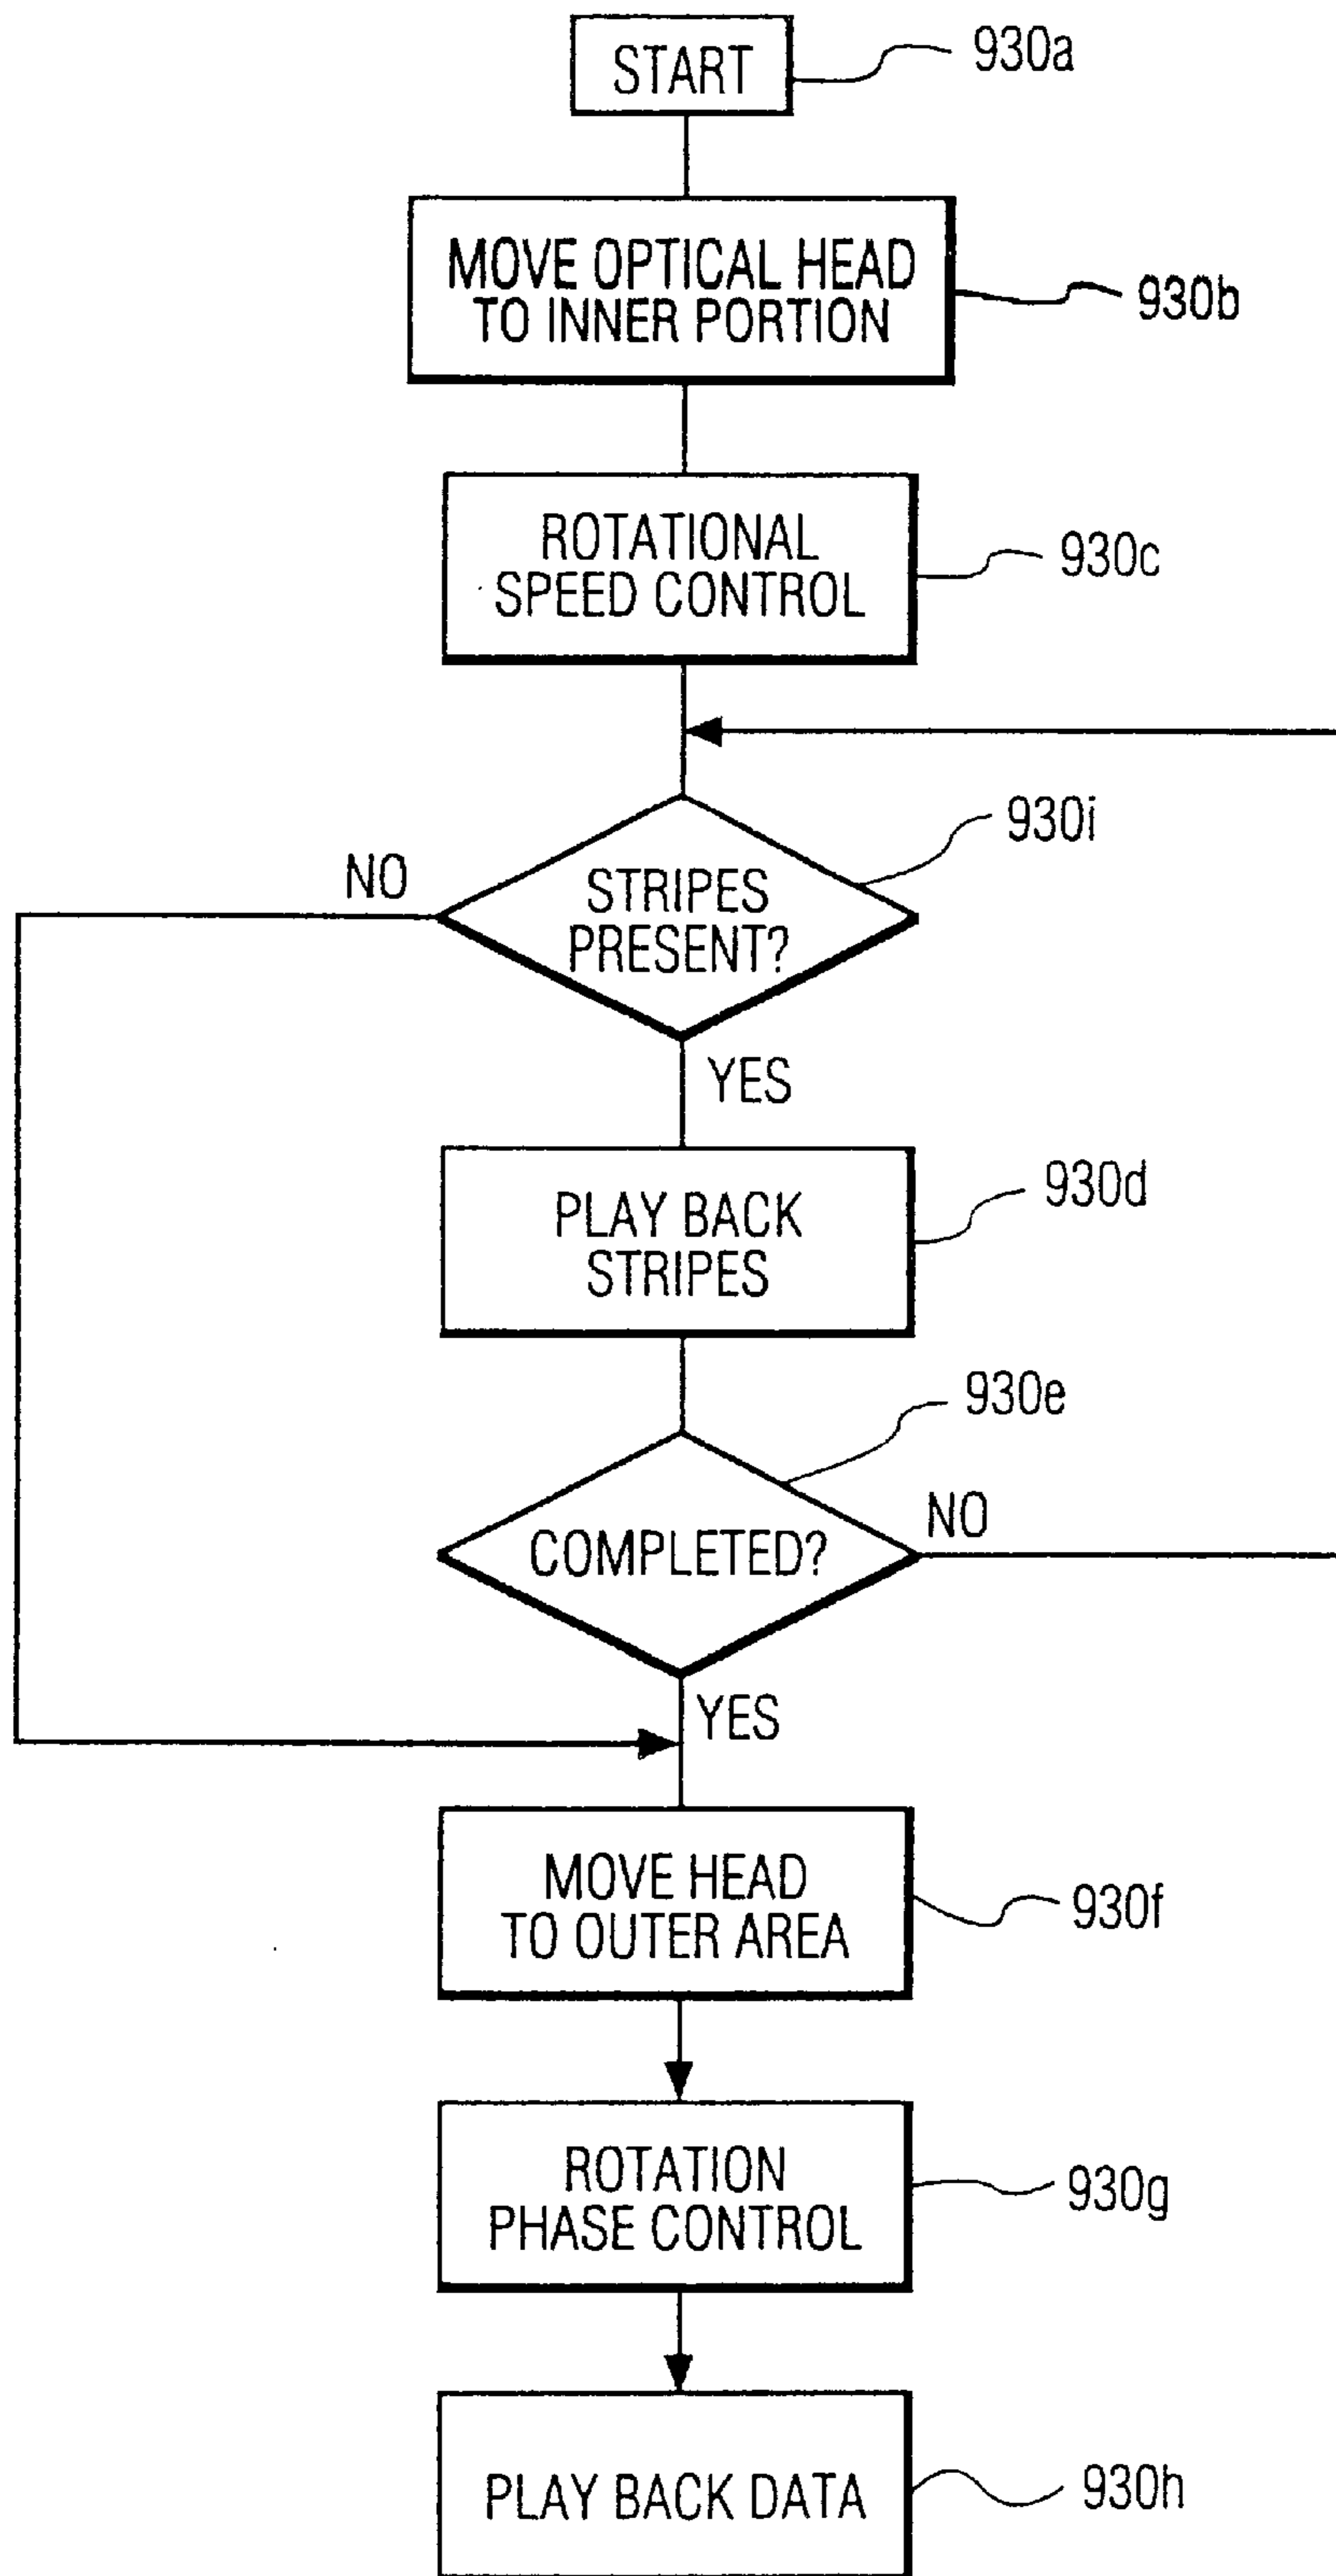 START
930a
MOVE OPTICAL HEAD
TO INNER PORTION
930b
ROTATIONAL
SPEED CONTROL
930c
930i
NO
STRIPES
PRESENT?
YES
930d
PLAY BACK
STRIPES
930e
NO
COMPLETED?
YES
MOVE HEAD
TO OUTER AREA
930f
ROTATION
PHASE CONTROL
930g
PLAY BACK DATA
930h